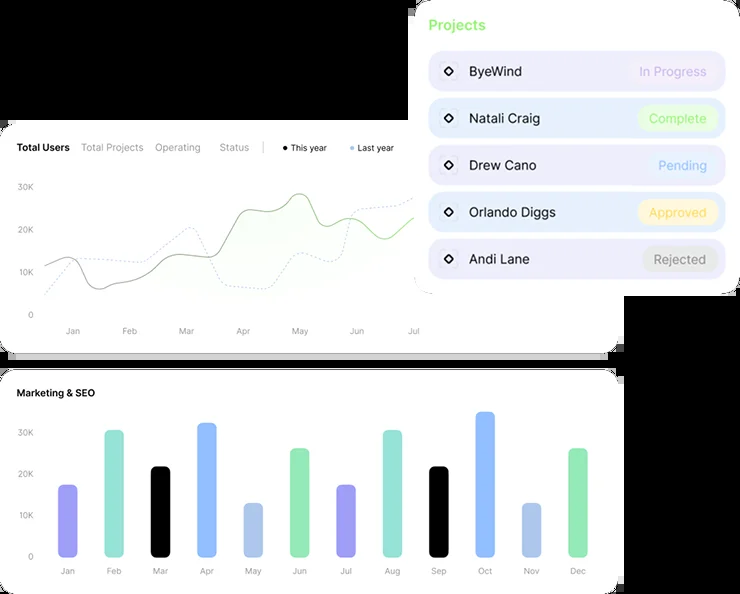 Projects
ByeWind In Progress
Natali Craig Complete
Drew Cano Pending
Orlando Diggs Approved
Andi Lane Rejected
Total Users Total Projects Operating Status This year Last year
30K
20K
10K
0
Jan Feb Mar Apr May Jun Jul
Marketing & SEO
30K
20K
10K
0
Jan Feb Mar Apr May Jun Jul Aug Sep Oct Nov Dec